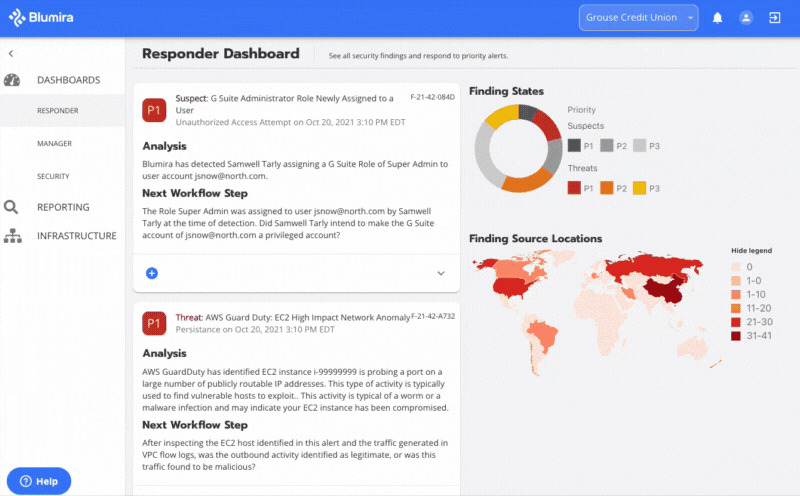 Blumira
Grouse Credit Union
DASHBOARDS
RESPONDER
MANAGER
SECURITY
REPORTING
INFRASTRUCTURE
Help
Responder Dashboard
See all security findings and respond to priority alerts.
P1
Suspect: G Suite Administrator Role Newly Assigned to a
User
F-21-42-084D
Unauthorized Access Attempt on Oct 20, 2021 3:10 PM EDT
Analysis
Blumira has detected Samwell Tarly assigning a G Suite Role of Super Admin to
user account jsnow@north.com.
Next Workflow Step
The Role Super Admin was assigned to user jsnow@north.com by Samwell
Tarly at the time of detection. Did Samwell Tarly intend to make the G Suite
account of jsnow@north.com a privileged account?
P1
Threat: AWS Guard Duty: EC2 High Impact Network Anomaly
F-21-42-A732
Persistance on Oct 20, 2021 3:10 PM EDT
Analysis
AWS GuardDuty has identified EC2 instance i-99999999 is probing a port on a
large number of publicly routable IP addresses. This type of activity is typically
used to find vulnerable hosts to exploit.. This activity is typical of a worm or a
malware infection and may indicate your EC2 instance has been compromised.
Next Workflow Step
After inspecting the EC2 host identified in this alert and the traffic generated in
VPC flow logs, was the outbound activity identified as legitimate, or was this
traffic found to be malicious?
Finding States
Priority
Suspects
P1 P2 P3
Threats
P1 P2 P3
Finding Source Locations
Hide legend
0
1-0
1-10
11-20
21-30
31-41